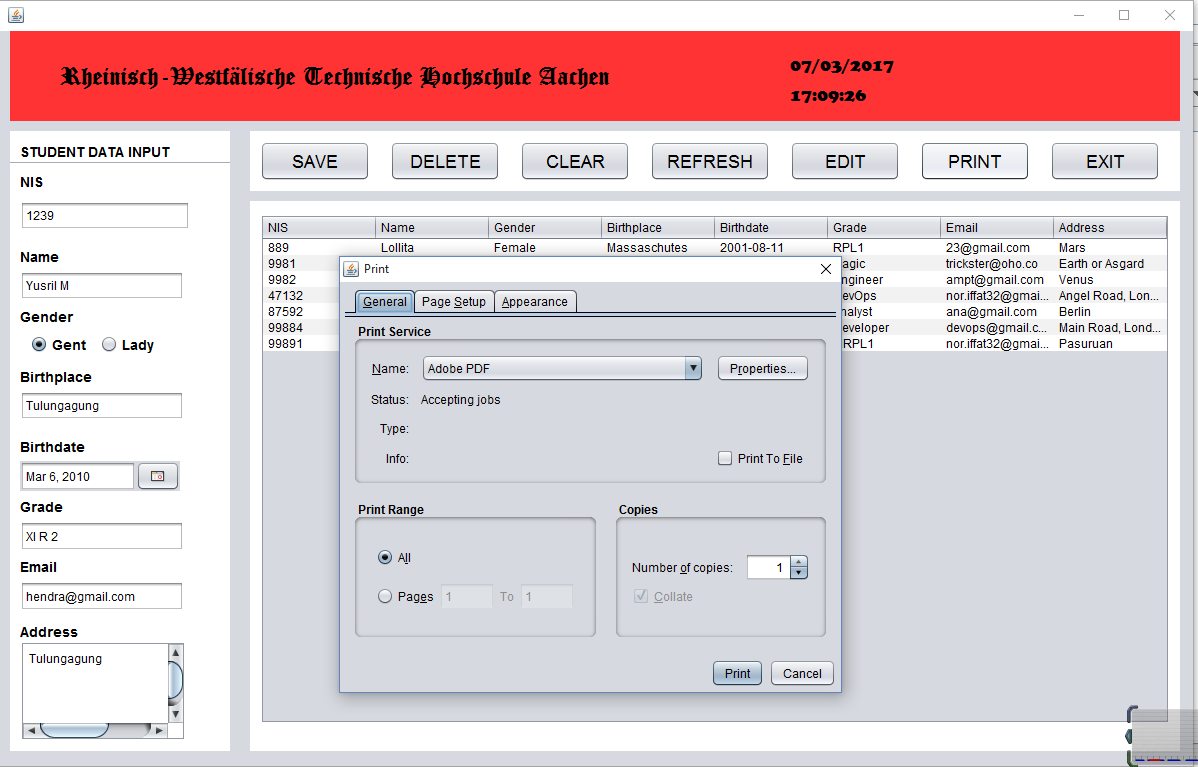 Rheinisch-Westfälische Technische Hochschule Aachen
07/03/2017
17:09:26
STUDENT DATA INPUT
NIS
1239
Name
Yusril M
Gender
Gent Lady
Birthplace
Tulungagung
Birthdate
Mar 6, 2010
Grade
XI R 2
Email
hendra@gmail.com
Address
Tulungagung
SAVE DELETE CLEAR REFRESH EDIT PRINT EXIT
NIS Name Gender Birthplace Birthdate Grade Email Address
889 Lollita Female Massaschutes 2001-08-11 RPL1 23@gmail.com Mars
9981 trickster@oho.co Earth or Asgard
9982 ampt@gmail.com Venus
47132 nor.iffat32@gmai... Angel Road, Lon...
87592 ana@gmail.com Berlin
99884 devops@gmail.c... Main Road, Lond...
99891 RPL1 nor.iffat32@gmai... Pasuruan
Print
General Page Setup Appearance
Print Service
Name: Adobe PDF Properties...
Status: Accepting jobs
Type:
Info: Print To File
Print Range
All
Pages 1 To 1
Copies
Number of copies: 1
Collate
Print Cancel